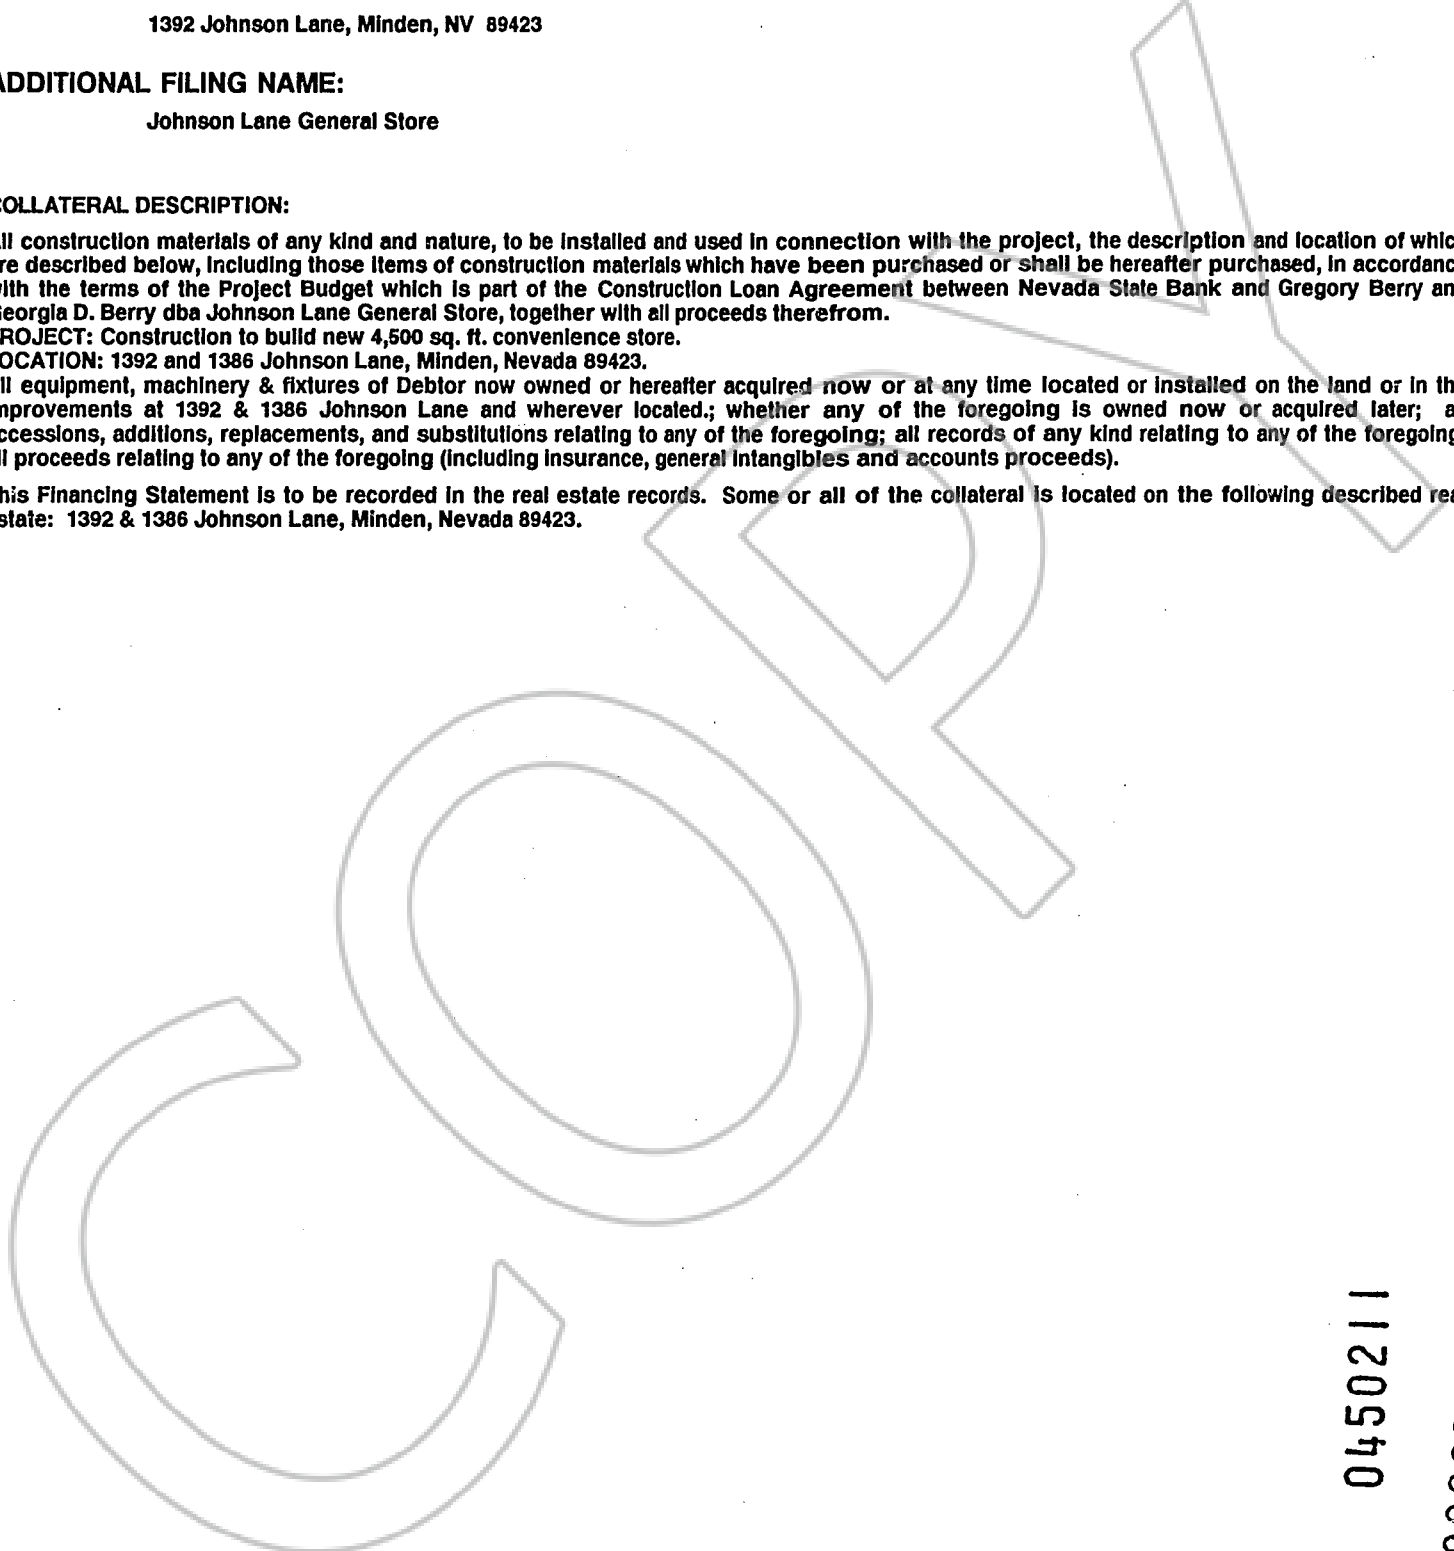 1392 Johnson Lane, Minden, NV 89423
ADDITIONAL FILING NAME:
Johnson Lane General Store
OLLATERAL DESCRIPTION:
ll construction materials of any kind and nature, to be installed and used in connection with the project, the description and location of whic
re described below, including those items of construction materials which have been purchased or shall be hereafter purchased, in accordanc
ith the terms of the Project Budget which is part of the Construction Loan Agreement between Nevada State Bank and Gregory Berry an
eorgia D. Berry dba Johnson Lane General Store, together with all proceeds therefrom.
ROJECT: Construction to build new 4,500 sq. ft. convenience store.
OCATION: 1392 and 1386 Johnson Lane, Minden, Nevada 89423.
ll equipment, machinery & fixtures of Debtor now owned or hereafter acquired now or at any time located or installed on the land or in th
mprovements at 1392 & 1386 Johnson Lane and wherever located.; whether any of the foregoing is owned now or acquired later; a
ccessions, additions, replacements, and substitutions relating to any of the foregoing; all records of any kind relating to any of the foregoing
ll proceeds relating to any of the foregoing (including insurance, general intangibles and accounts proceeds).
his Financing Statement is to be recorded in the real estate records. Some or all of the collateral is located on the following described rea
state: 1392 & 1386 Johnson Lane, Minden, Nevada 89423.
COPY
0450211